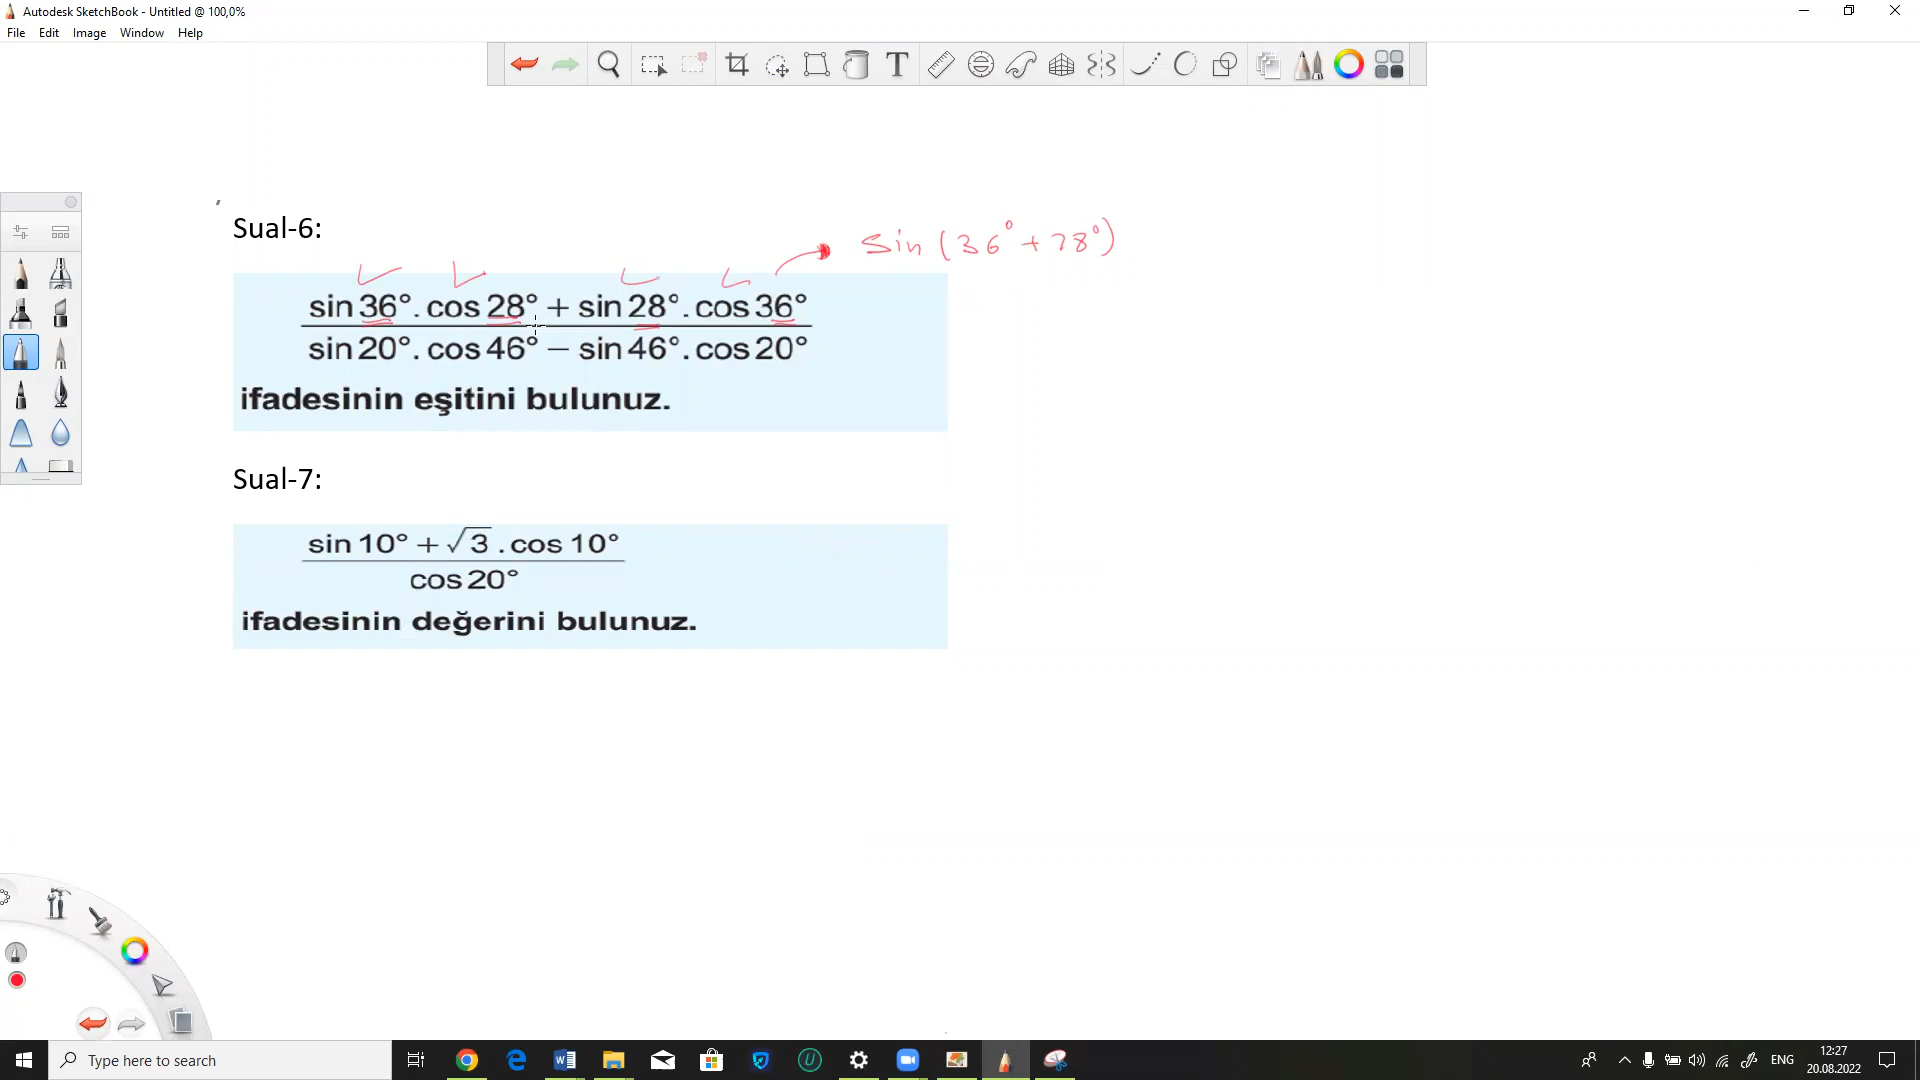 Autodesk SketchBook - Untitled @ 100,0%
File Edit Image Window Help
T
Sual-6:
sin (36° + 28°)
sin 36° . cos 28° + sin 28° . cos 36°
sin 20° . cos 46° − sin 46° . cos 20°
ifadesinin eşitini bulunuz.
Sual-7:
sin 10° + √3 . cos 10°
cos 20°
ifadesinin değerini bulunuz.
Type here to search
ENG
12:27
20.08.2022